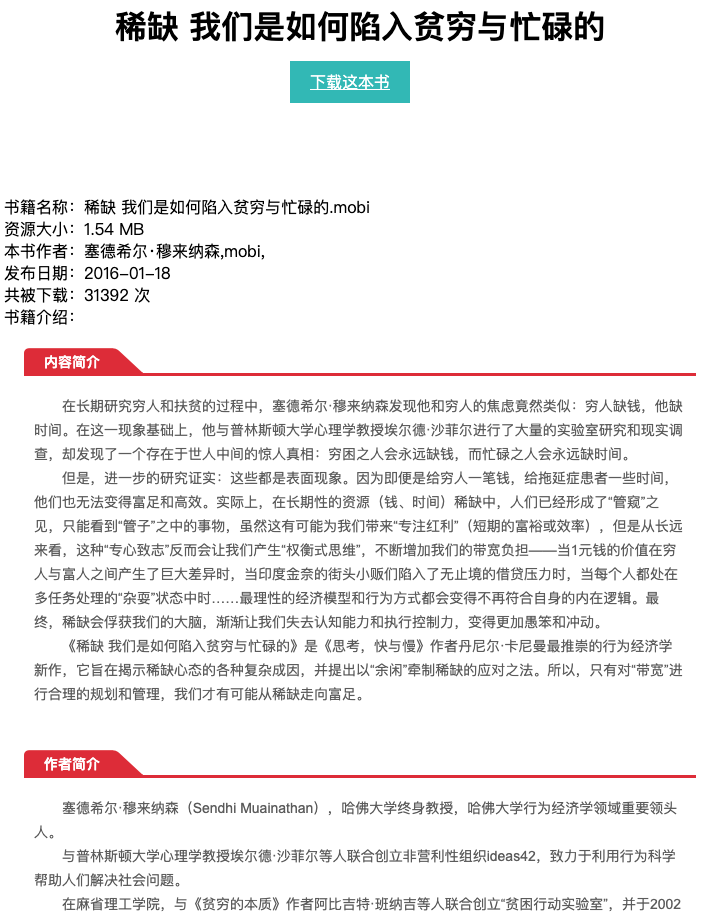 稀缺 我们是如何陷入贫穷与忙碌的
下载这本书
书籍名称：稀缺 我们是如何陷入贫穷与忙碌的.mobi
资源大小：1.54 MB
本书作者：塞德希尔·穆来纳森,mobi,
发布日期：2016-01-18
共被下载：31392 次
书籍介绍：
内容简介
在长期研究穷人和扶贫的过程中，塞德希尔·穆来纳森发现他和穷人的焦虑竟然类似：穷人缺钱，他缺
时间。在这一现象基础上，他与普林斯顿大学心理学教授埃尔德·沙菲尔进行了大量的实验室研究和现实调
查，却发现了一个存在于世人中间的惊人真相：穷困之人会永远缺钱，而忙碌之人会永远缺时间。
但是，进一步的研究证实：这些都是表面现象。因为即便是给穷人一笔钱，给拖延症患者一些时间，
他们也无法变得富足和高效。实际上，在长期性的资源（钱、时间）稀缺中，人们已经形成了“管窥”之
见，只能看到“管子”之中的事物，虽然这有可能为我们带来“专注红利”（短期的富裕或效率），但是从长远
来看，这种“专心致志”反而会让我们产生“权衡式思维”，不断增加我们的带宽负担——当1元钱的价值在穷
人与富人之间产生了巨大差异时，当印度金奈的街头小贩们陷入了无止境的借贷压力时，当每个人都处在
多任务处理的“杂耍”状态中时……最理性的经济模型和行为方式都会变得不再符合自身的内在逻辑。最
终，稀缺会俘获我们的大脑，渐渐让我们失去认知能力和执行控制力，变得更加愚笨和冲动。
《稀缺 我们是如何陷入贫穷与忙碌的》是《思考，快与慢》作者丹尼尔·卡尼曼最推崇的行为经济学
新作，它旨在揭示稀缺心态的各种复杂成因，并提出以“余闲”牵制稀缺的应对之法。所以，只有对“带宽”进
行合理的规划和管理，我们才有可能从稀缺走向富足。
作者简介
塞德希尔·穆来纳森（Sendhi Muainathan），哈佛大学终身教授，哈佛大学行为经济学领域重要领头
人。
与普林斯顿大学心理学教授埃尔德·沙菲尔等人联合创立非营利性组织ideas42，致力于利用行为科学
帮助人们解决社会问题。
在麻省理工学院，与《贫穷的本质》作者阿比吉特·班纳吉等人联合创立“贫困行动实验室”，并于2002